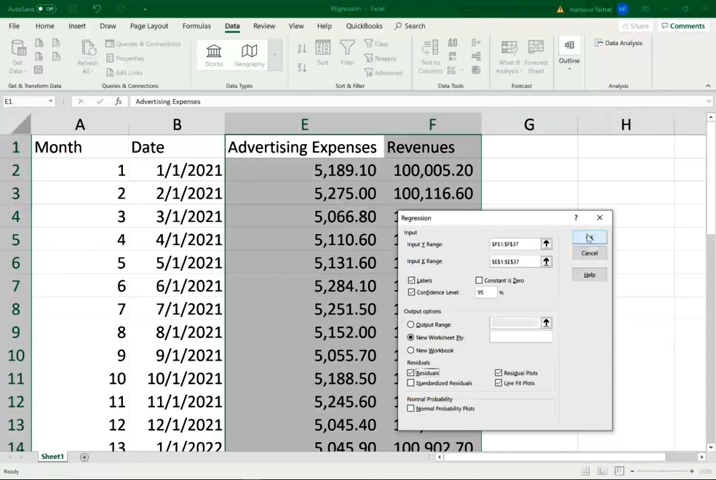 AutoSave Off
REgression - Excel
mansour farhat MF
File Home Insert Draw Page Layout Formulas Data Review View Help QuickBooks Search Share Comments
Get Data
Queries & Connections
Properties
Edit Links
Refresh All
Stocks
Geography
Sort
Filter
Clear
Reapply
Advanced
Text to Columns
What-If Analysis
Forecast Sheet
Outline
Data Analysis
Get & Transform Data Queries & Connections Data Types Sort & Filter Data Tools Forecast Analysis
E1 fx Advertising Expenses
A B E F G H
1 Month Date Advertising Expenses Revenues
2 1 1/1/2021 5,189.10 100,005.20
3 2 2/1/2021 5,275.00 100,116.60
4 3 3/1/2021 5,066.80
5 4 4/1/2021 5,110.60
6 5 5/1/2021 5,131.60
7 6 6/1/2021 5,284.10
8 7 7/1/2021 5,251.50
9 8 8/1/2021 5,152.00
10 9 9/1/2021 5,055.70
11 10 10/1/2021 5,188.50
12 11 11/1/2021 5,245.60
13 12 12/1/2021 5,045.40
14 13 1/1/2022 5,045.90 100,902.70
Regression ?
Input
Input Y Range: $F$1:$F$37
Input X Range: $E$1:$E$37
Labels Constant is Zero
Confidence Level: 95 %
Cancel
Help
Output options
Output Range:
New Worksheet Ply:
New Workbook
Residuals
Residuals Residual Plots
Standardized Residuals Line Fit Plots
Normal Probability
Normal Probability Plots
Sheet1
Ready